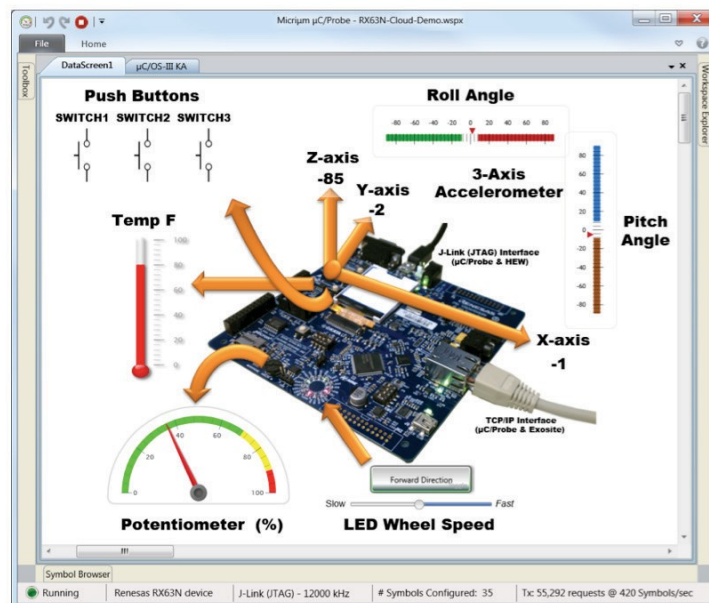 Micriµm µC/Probe - RX63N-Cloud-Demo.wspx
File
Home
Toolbox
DataScreen1
µC/OS-III KA
Workspace Explorer
Push Buttons
SWITCH1 SWITCH2 SWITCH3
Roll Angle
-80 -60 -40 -20 0 20 40 60 80
Z-axis
-85
Y-axis
-2
3-Axis
Accelerometer
80
60
40
20
0
-20
-40
-60
-80
Pitch
Angle
Temp F
100
80
60
40
20
0
J-Link (JTAG) Interface
(µC/Probe & HEW)
X-axis
-1
TCP/IP Interface
(µC/Probe & Exosite)
0 20 40 60 80 100
Potentiometer (%)
Forward Direction
Slow Fast
LED Wheel Speed
Symbol Browser
Running Renesas RX63N device J-Link (JTAG) - 12000 kHz # Symbols Configured: 35 Tx: 55,292 requests @ 420 Symbols/sec